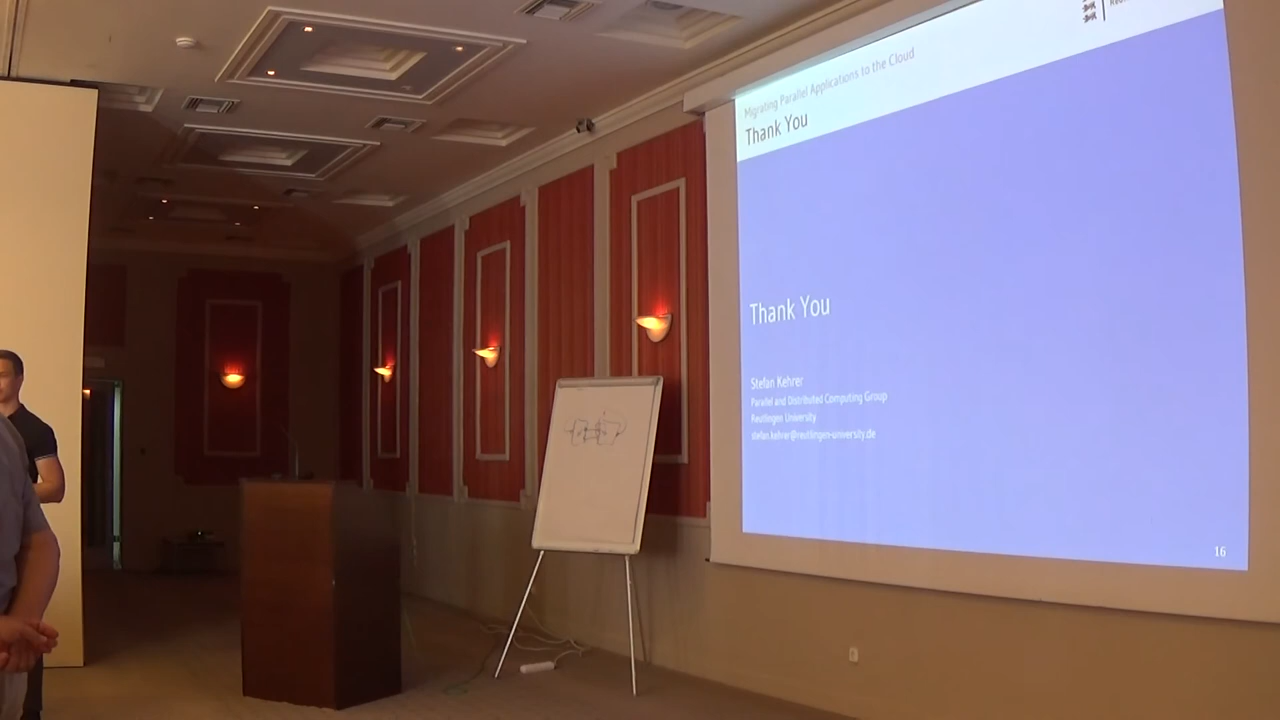 Migrating Parallel Applications to the Cloud
Thank You
Thank You
Stefan Kehrer
Parallel and Distributed Computing Group
Reutlingen University
stefan.kehrer@reutlingen-university.de
16